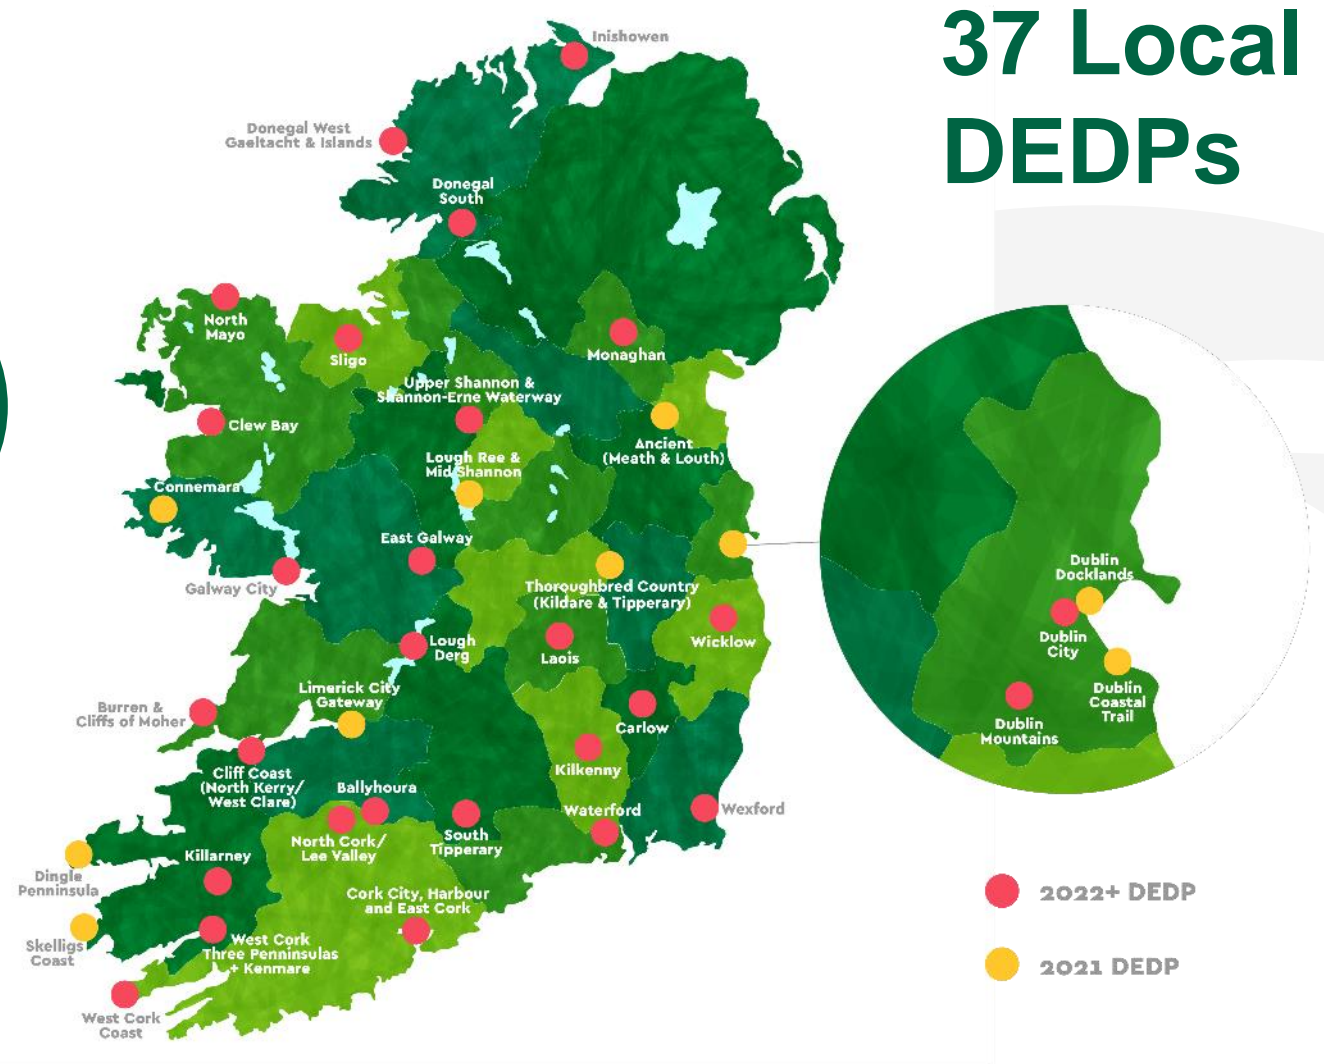 37 Local
DEDPs
Inishowen
Donegal West
Gaeltacht & Islands
Donegal
South
North
Mayo
Sligo
Monaghan
Upper Shannon &
Shannon-Erne Waterway
Clew Bay
Ancient
(Meath & Louth)
Lough Ree &
Mid Shannon
Connemara
East Galway
Galway City
Thoroughbred Country
(Kildare & Tipperary)
Wicklow
Lough
Derg
Laois
Limerick City
Gateway
Burren &
Cliffs of Moher
Carlow
Cliff Coast
(North Kerry/
West Clare)
Kilkenny
Ballyhoura
Waterford
Wexford
North Cork/
Lee Valley
South
Tipperary
Killarney
Dingle
Penninsula
Cork City, Harbour
and East Cork
Skelligs
Coast
West Cork
Three Penninsulas
+ Kenmare
West Cork
Coast
Dublin
Docklands
Dublin
City
Dublin
Coastal
Trail
Dublin
Mountains
2022+ DEDP
2021 DEDP